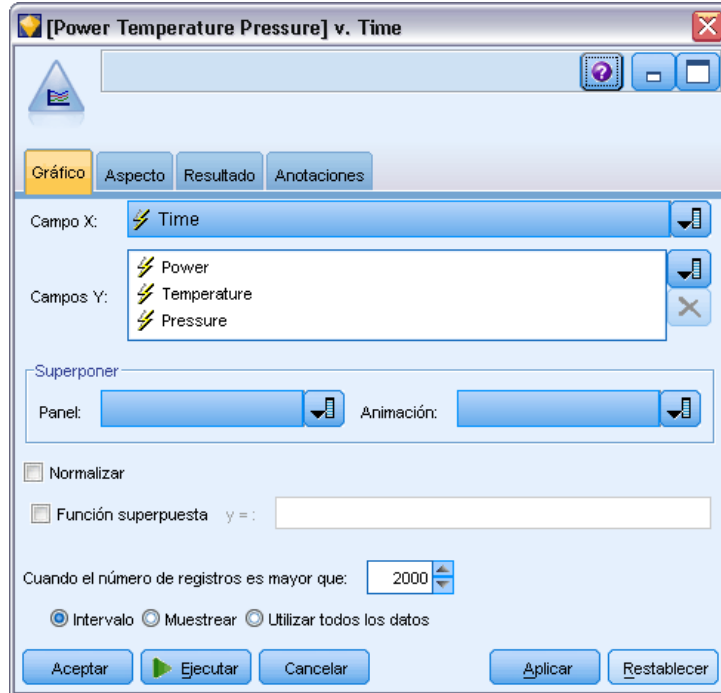 [Power Temperature Pressure] v. Time
?
Gráfico Aspecto Resultado Anotaciones
Campo X: Time
Campos Y: Power
Temperature
Pressure
Superponer
Panel: Animación:
Normalizar
Función superpuesta y = :
Cuando el número de registros es mayor que: 2000
Intervalo Muestrear Utilizar todos los datos
Aceptar Ejecutar Cancelar Aplicar Restablecer